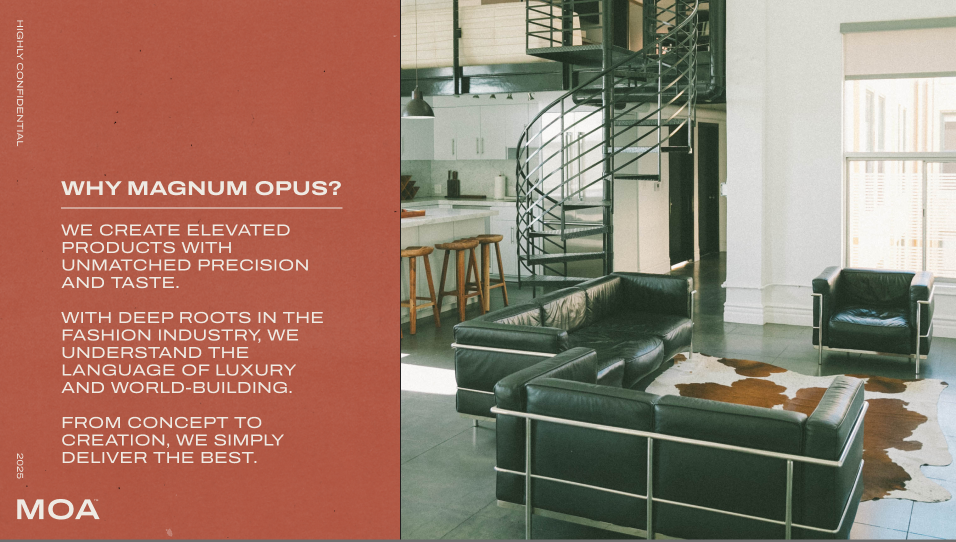 HIGHLY CONFIDENTIAL
WHY MAGNUM OPUS?
WE CREATE ELEVATED
PRODUCTS WITH
UNMATCHED PRECISION
AND TASTE.
WITH DEEP ROOTS IN THE
FASHION INDUSTRY, WE
UNDERSTAND THE
LANGUAGE OF LUXURY
AND WORLD-BUILDING.
FROM CONCEPT TO
CREATION, WE SIMPLY
DELIVER THE BEST.
2025
MOA™